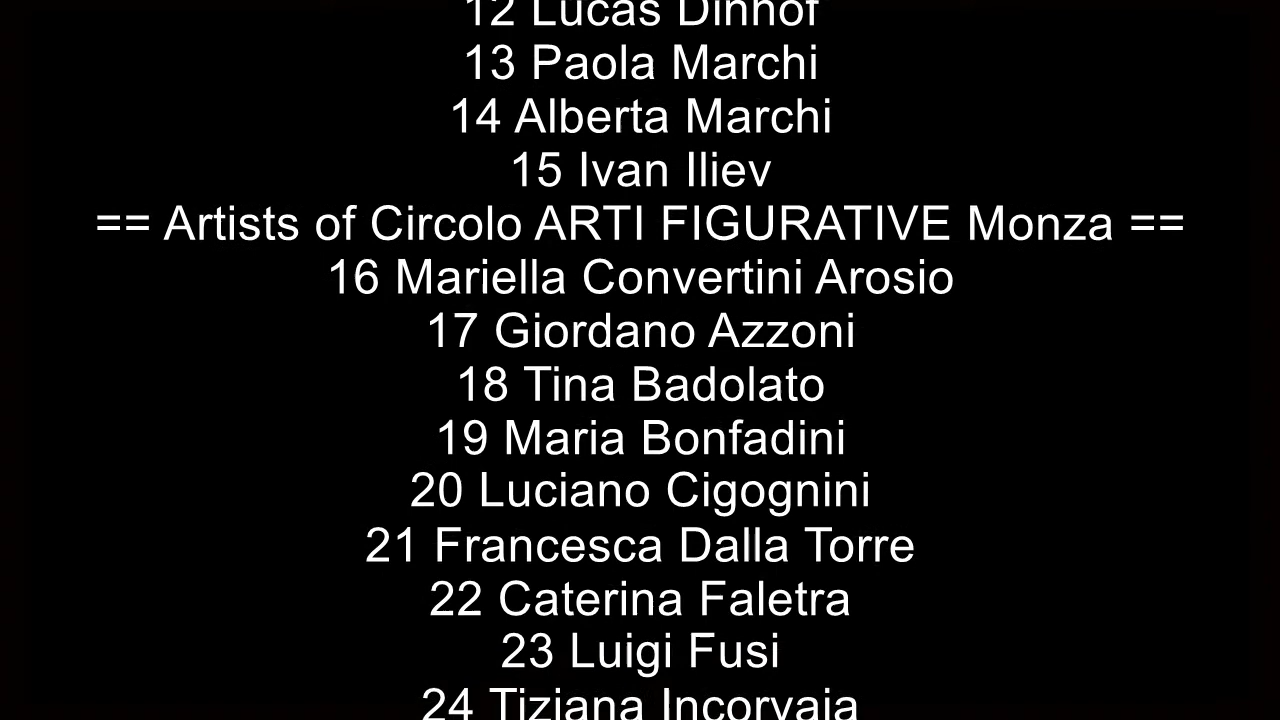 12 Lucas Dinhof
13 Paola Marchi
14 Alberta Marchi
15 Ivan Iliev
== Artists of Circolo ARTI FIGURATIVE Monza ==
16 Mariella Convertini Arosio
17 Giordano Azzoni
18 Tina Badolato
19 Maria Bonfadini
20 Luciano Cigognini
21 Francesca Dalla Torre
22 Caterina Faletra
23 Luigi Fusi
24 Tiziana Incorvaia